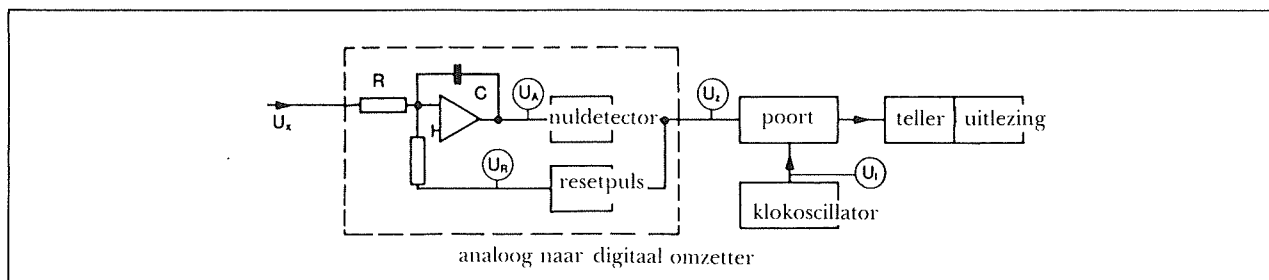 R
C
U_x
U_A
nuldetector
U_z
poort
teller
uitlezing
U_R
resetpuls
U_I
klokoscillator
analoog naar digitaal omzetter